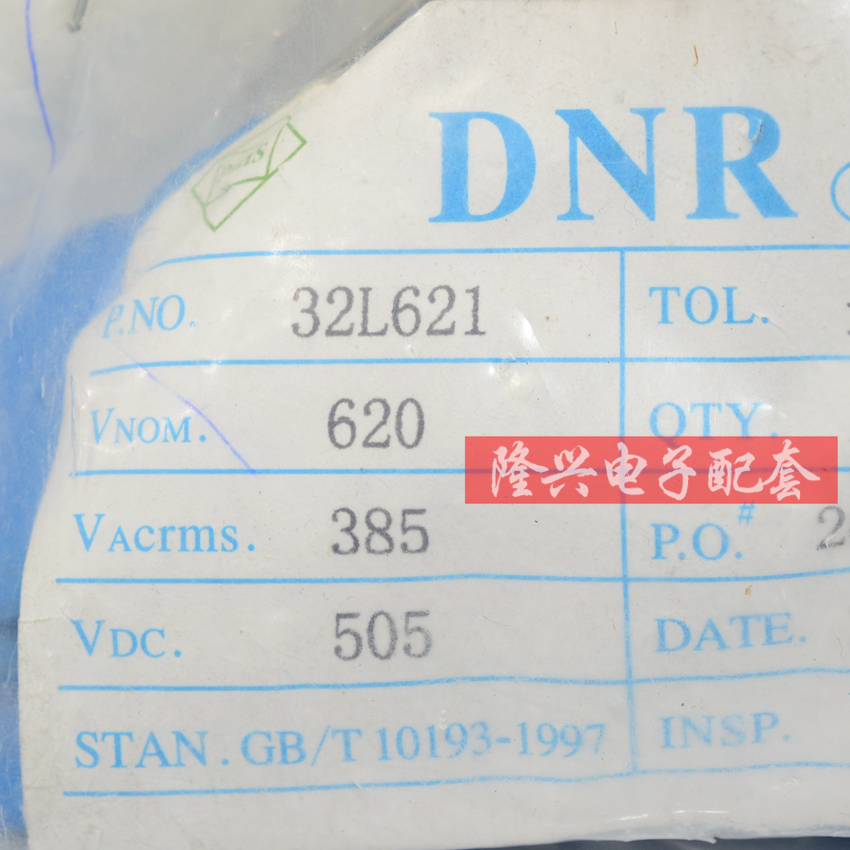 DNR
P.NO. 32L621 TOL.
VNOM. 620 QTY.
隆兴电子配套
VACrms. 385 P.O.# 2
VDC. 505 DATE.
STAN. GB/T 10193-1997 INSP.